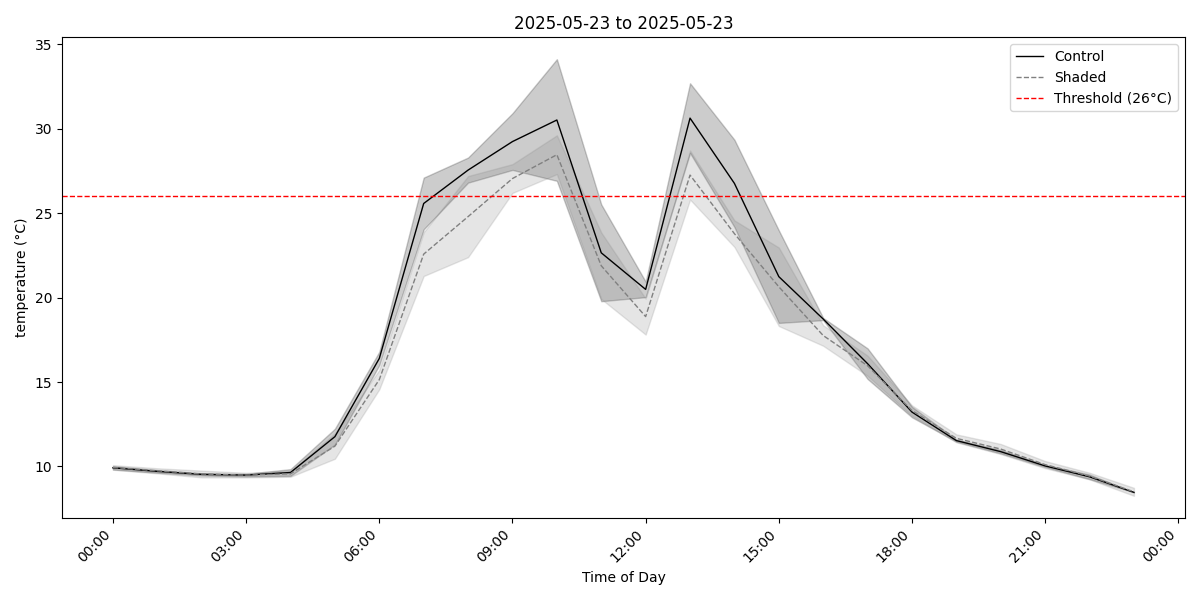 2025-05-23 to 2025-05-23
Control
Shaded
Threshold (26°C)
35
30
25
20
15
10
temperature (°C)
00:00
03:00
06:00
09:00
12:00
15:00
18:00
21:00
00:00
Time of Day